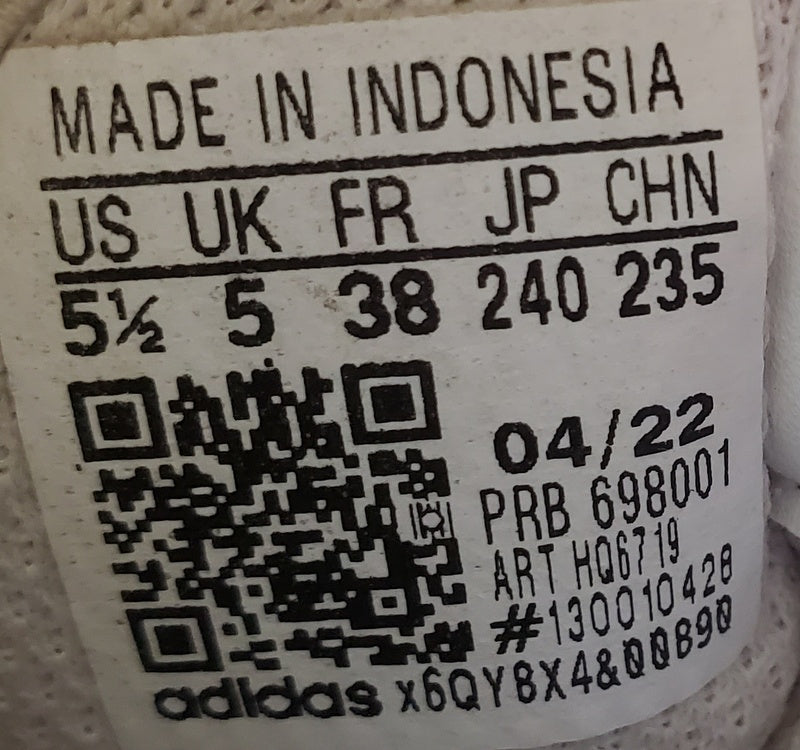 MADE IN INDONESIA
US UK FR JP CHN
5½ 5 38 240 235
04/22
PRB 698001
ART HQ6719
#130010428
adidas x6QY8X4&00B90